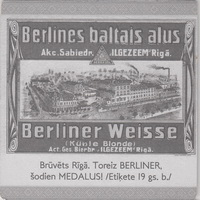 Berlines baltais alus
Akc. Sabiedr. „ILGEZEEM" Rīgā.
Berliner Weisse
(Kühle Blonde)
Act. Ges. Bierbr. „ILGEZEEM" Riga.
Brūvēts Rīgā. Toreiz BERLINER,
šodien MEDALUS! /Etiķete 19 gs. b./